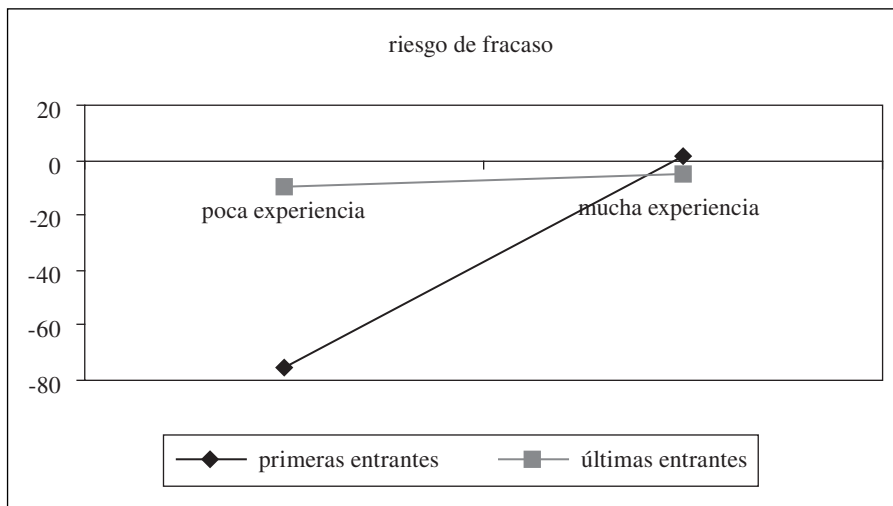 riesgo de fracaso
20
0
-20
-40
-60
-80
poca experiencia
mucha experiencia
primeras entrantes
últimas entrantes